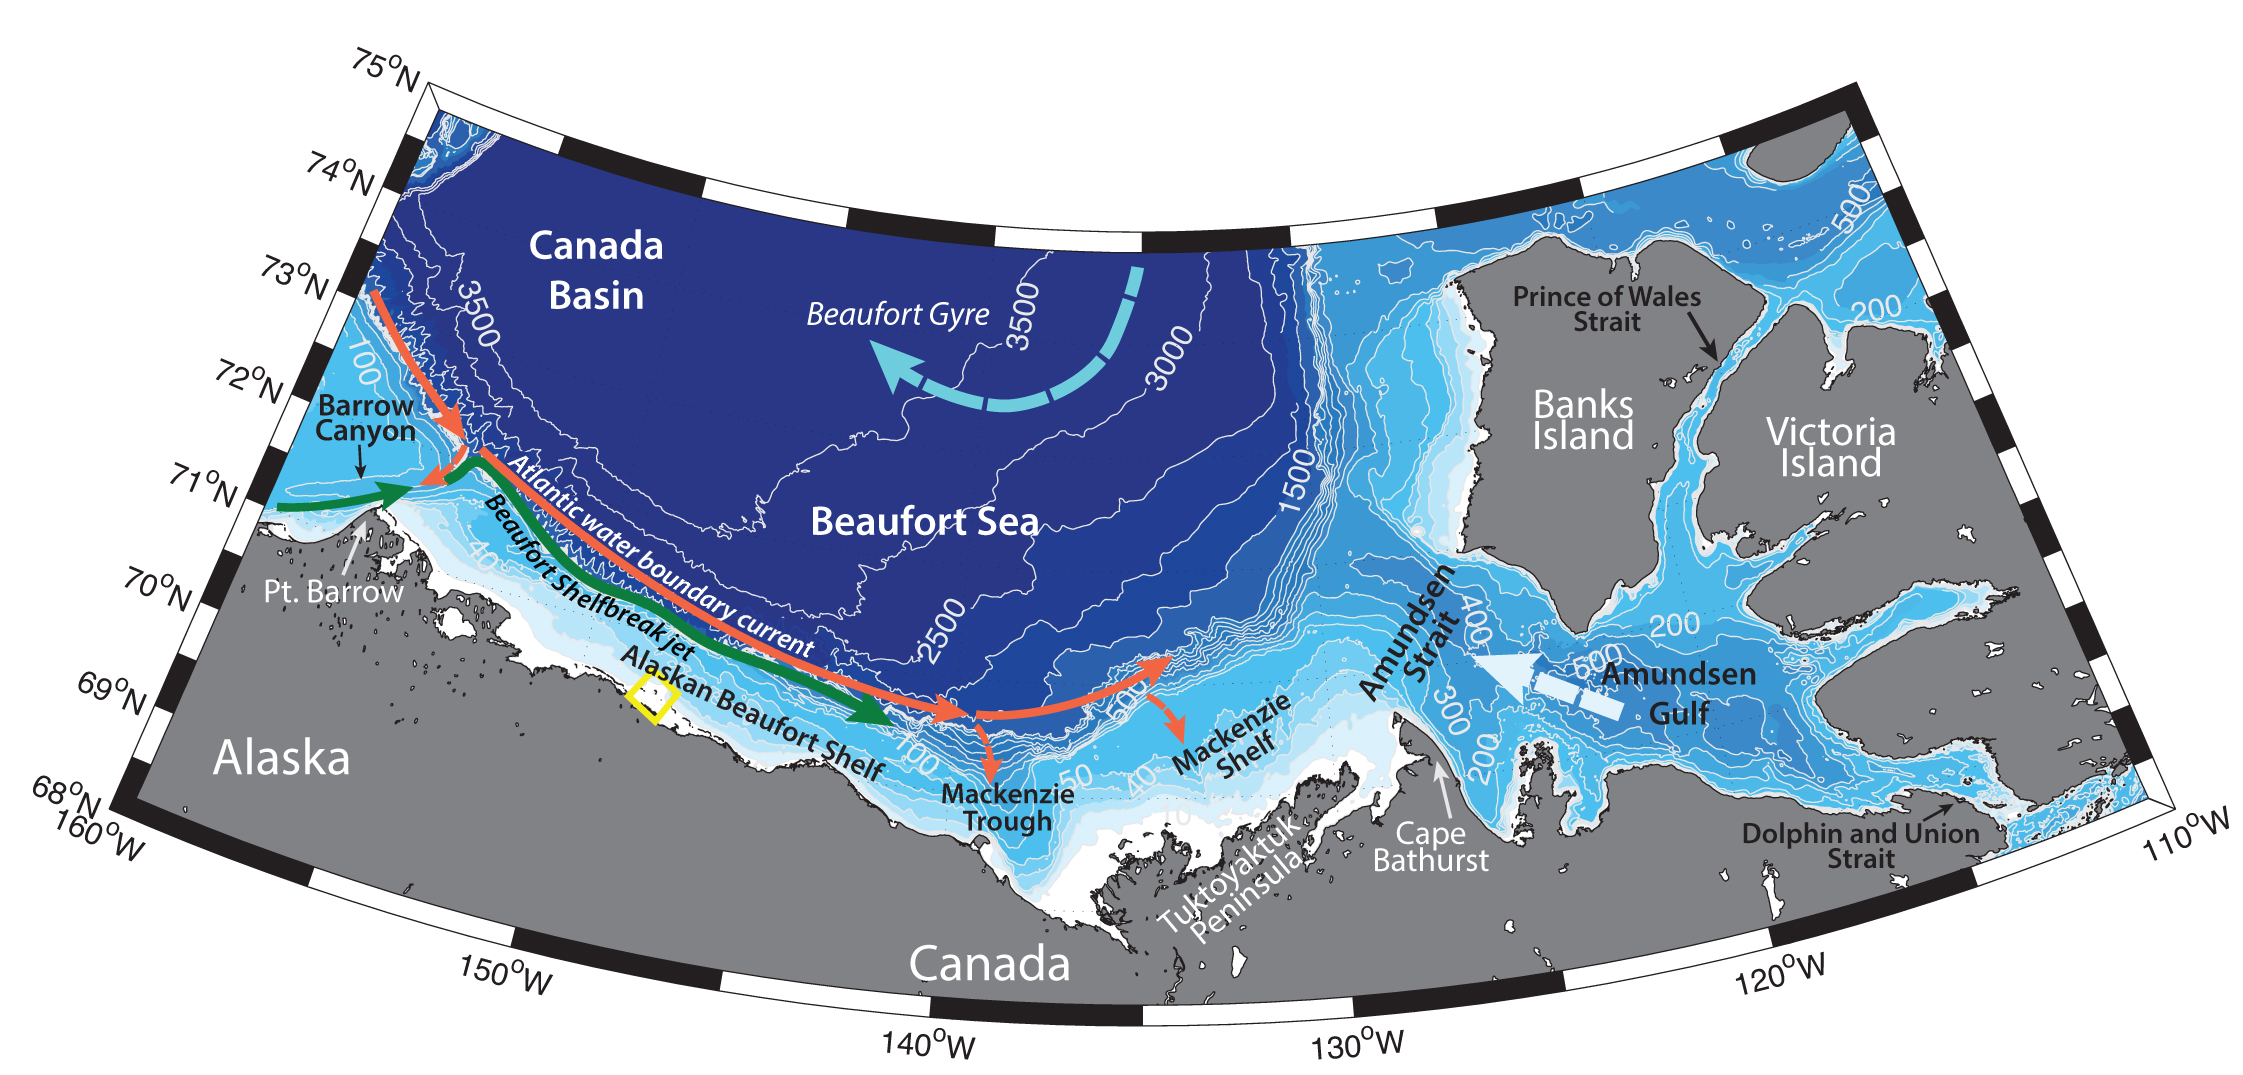 75°N
74°N
73°N
72°N
71°N
70°N
69°N
68°N
160°W
150°W
140°W
130°W
120°W
110°W
Canada
Basin
Beaufort Gyre
3500
3500
3000
2500
1500
Beaufort Sea
100
Barrow
Canyon
Pt. Barrow
40
Atlantic water boundary current
Beaufort Shelfbreak jet
Alaskan Beaufort Shelf
Alaska
100
Mackenzie
Trough
50
40
10
500
Mackenzie
Shelf
Tuktoyaktuk
Peninsula
Canada
Cape
Bathurst
Amundsen
Strait
400
300
200
500
200
Amundsen
Gulf
Banks
Island
Prince of Wales
Strait
Victoria
Island
500
200
Dolphin and Union
Strait